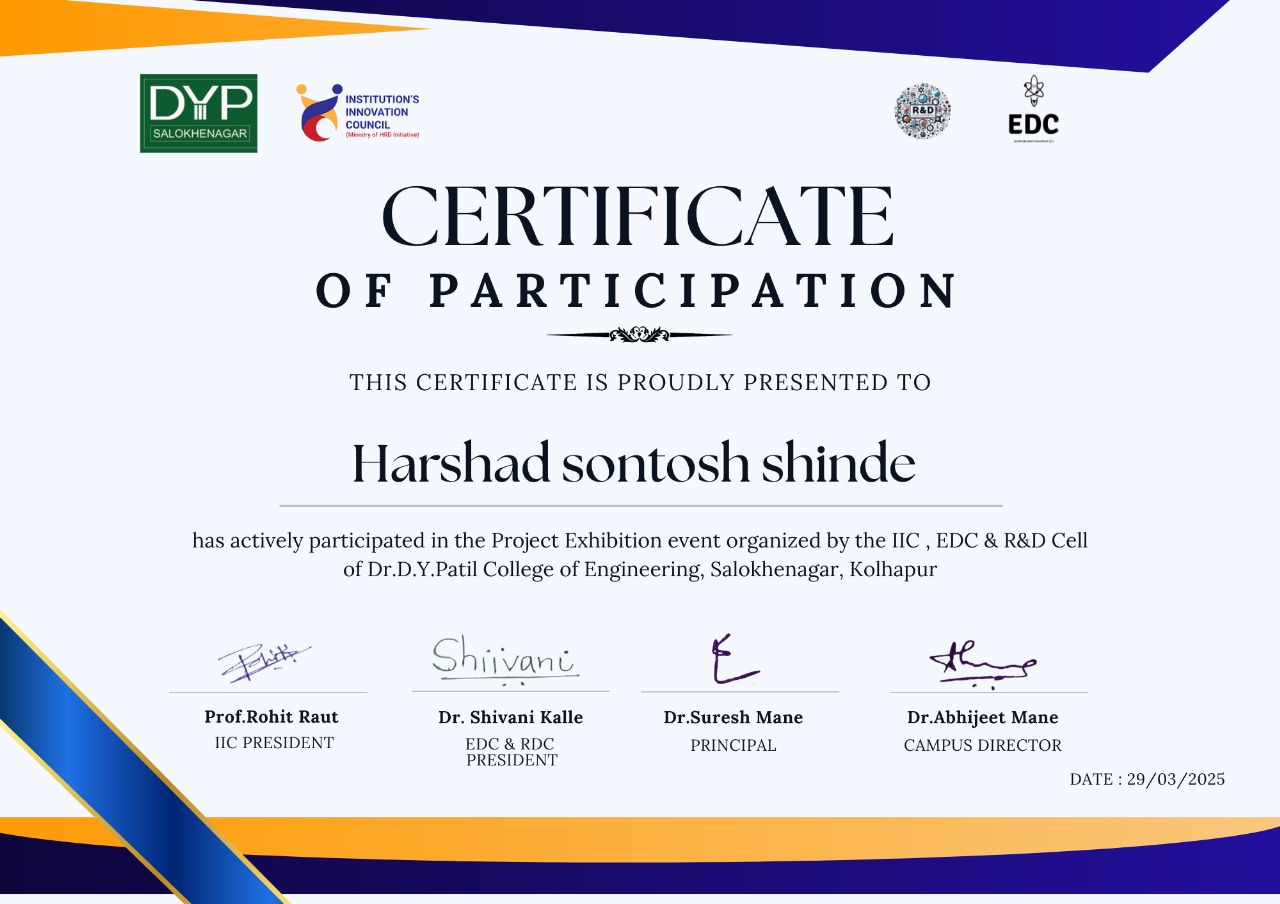 DYP
SALOKHENAGAR
INSTITUTION'S
INNOVATION
COUNCIL
(Ministry of HRD Initiative)
R&D
EDC
CERTIFICATE
OF PARTICIPATION
THIS CERTIFICATE IS PROUDLY PRESENTED TO
Harshad sontosh shinde
has actively participated in the Project Exhibition event organized by the IIC , EDC & R&D Cell
of Dr.D.Y.Patil College of Engineering, Salokhenagar, Kolhapur
Shiivani
Prof.Rohit Raut
IIC PRESIDENT
Dr. Shivani Kalle
EDC & RDC
PRESIDENT
Dr.Suresh Mane
PRINCIPAL
Dr.Abhijeet Mane
CAMPUS DIRECTOR
DATE : 29/03/2025